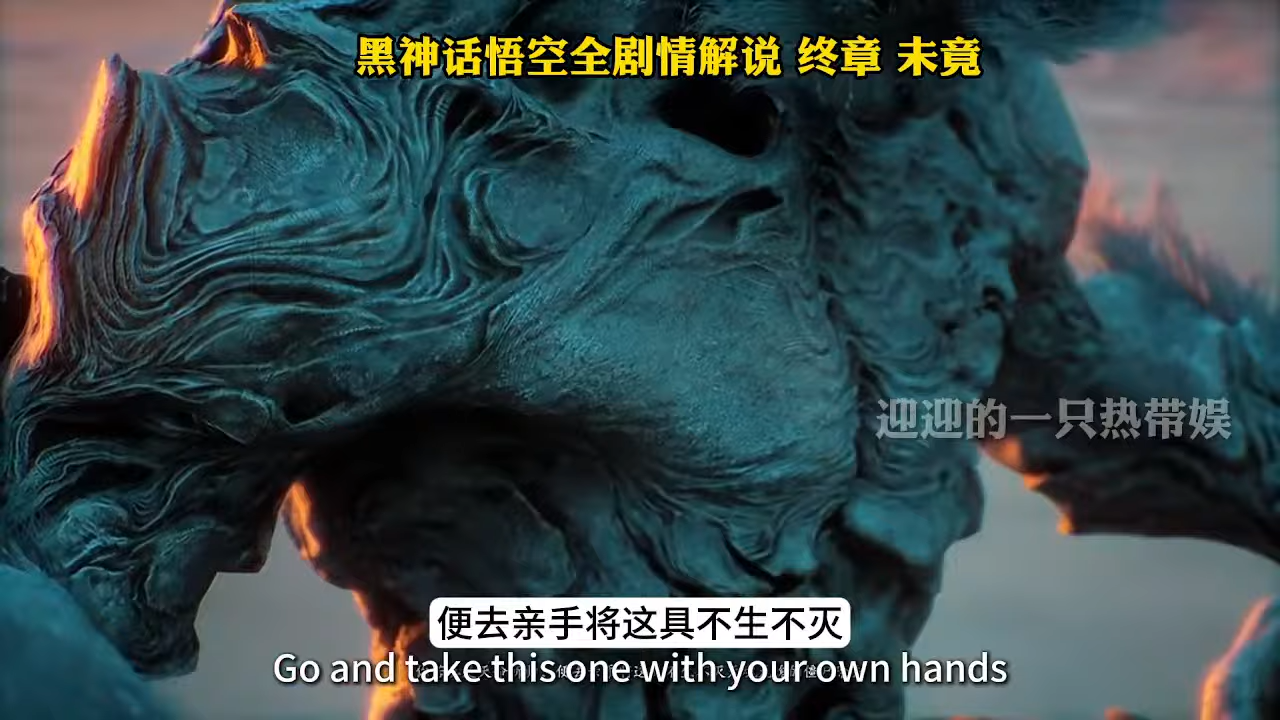 黑神话悟空全剧情解说 终章 未竟
迎迎的一只热带娱
便去亲手将这具不生不灭
Go and take this one with your own hands